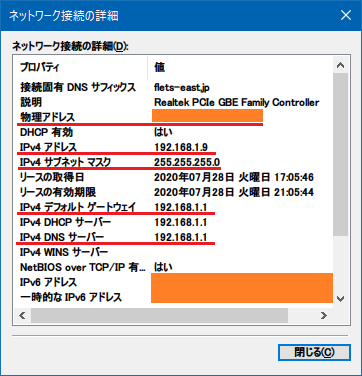 ネットワーク接続の詳細
ネットワーク接続の詳細(D):
プロパティ 値
接続固有 DNS サフィックス flets-east.jp
説明 Realtek PCIe GBE Family Controller
物理アドレス
DHCP 有効 はい
IPv4 アドレス 192.168.1.9
IPv4 サブネット マスク 255.255.255.0
リースの取得日 2020年07月28日 火曜日 17:05:46
リースの有効期限 2020年07月28日 火曜日 21:05:44
IPv4 デフォルト ゲートウェイ 192.168.1.1
IPv4 DHCP サーバー 192.168.1.1
IPv4 DNS サーバー 192.168.1.1
IPv4 WINS サーバー
NetBIOS over TCP/IP 有... はい
IPv6 アドレス
一時的な IPv6 アドレス
閉じる(C)